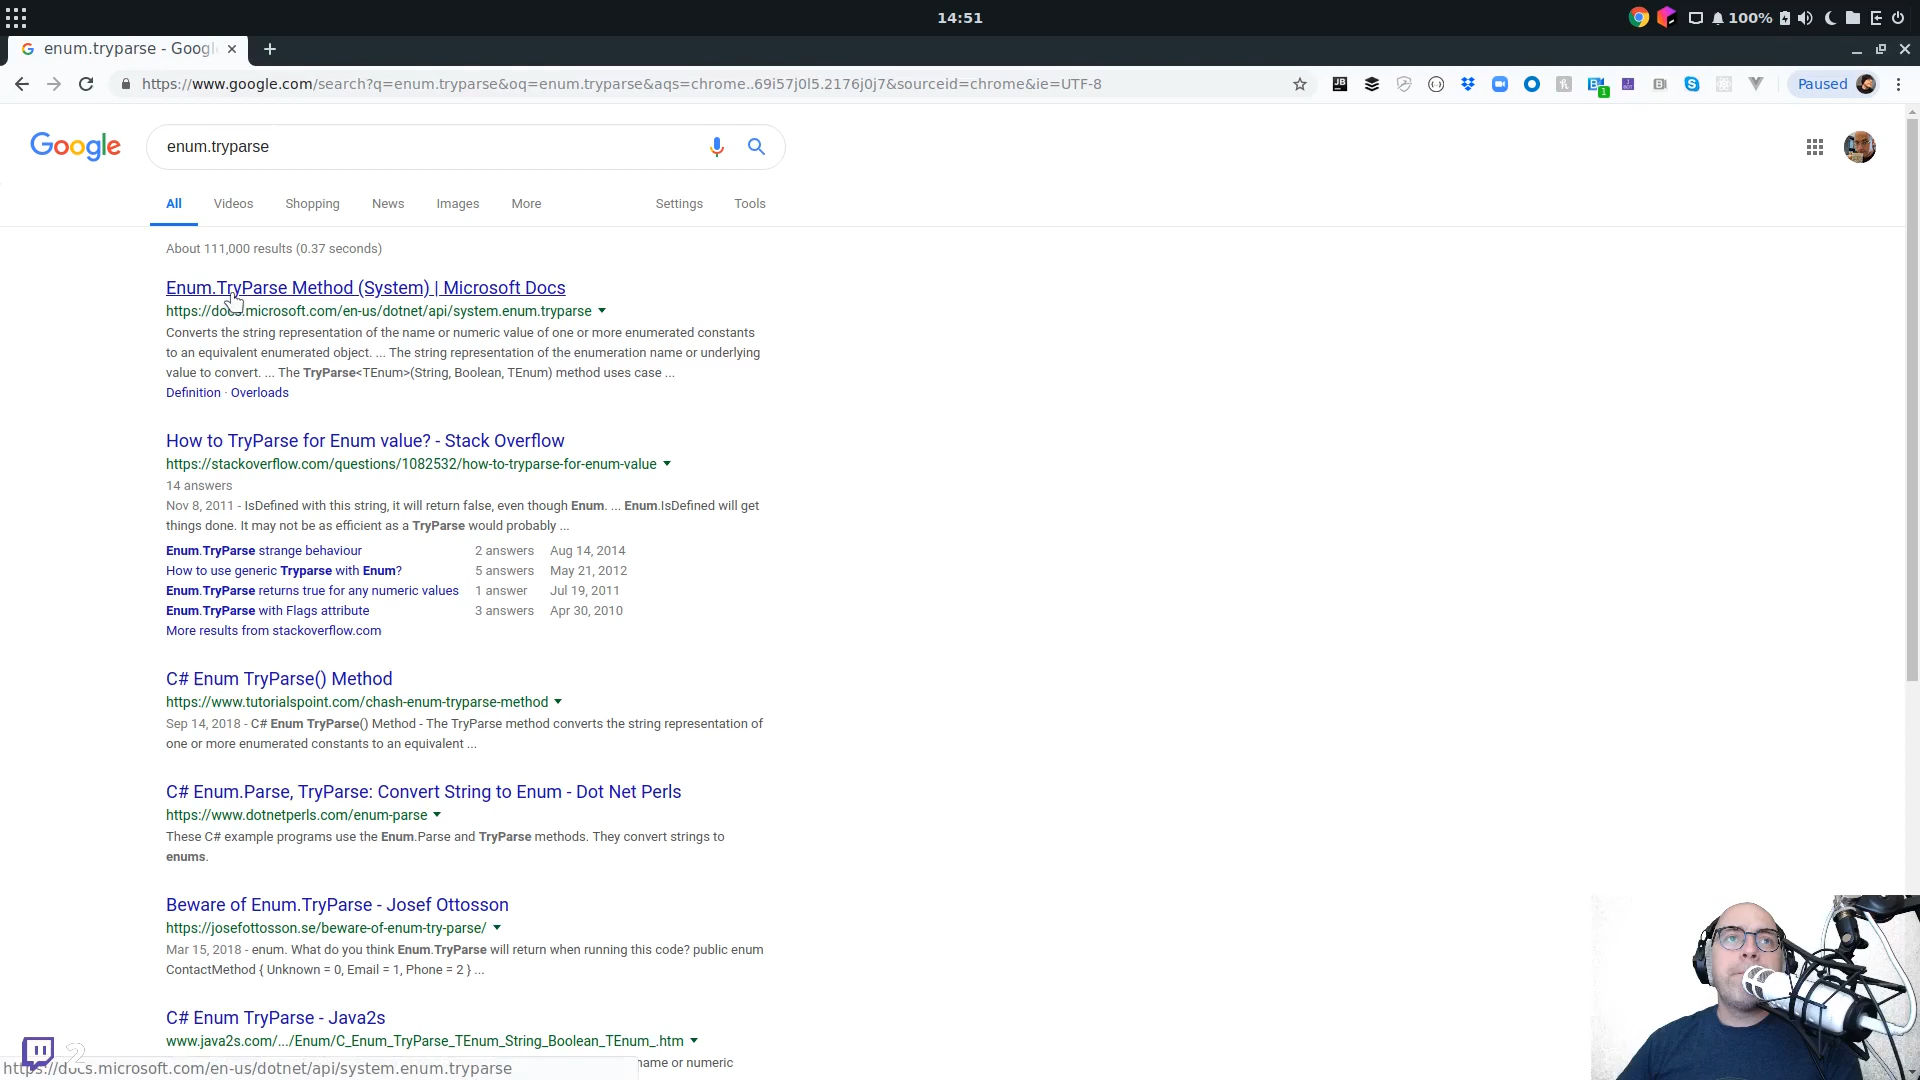 14:51
100%
enum.tryparse - Googl
https://www.google.com/search?q=enum.tryparse&oq=enum.tryparse&aqs=chrome..69i57j0l5.2176j0j7&sourceid=chrome&ie=UTF-8
JB
1
Paused
Google
enum.tryparse
All
Videos
Shopping
News
Images
More
Settings
Tools
About 111,000 results (0.37 seconds)
Enum.TryParse Method (System) | Microsoft Docs
https://docs.microsoft.com/en-us/dotnet/api/system.enum.tryparse
Converts the string representation of the name or numeric value of one or more enumerated constants
to an equivalent enumerated object. ... The string representation of the enumeration name or underlying
value to convert. ... The TryParse<TEnum>(String, Boolean, TEnum) method uses case ...
Definition · Overloads
How to TryParse for Enum value? - Stack Overflow
https://stackoverflow.com/questions/1082532/how-to-tryparse-for-enum-value
14 answers
Nov 8, 2011 - IsDefined with this string, it will return false, even though Enum. ... Enum.IsDefined will get
things done. It may not be as efficient as a TryParse would probably ...
Enum.TryParse strange behaviour 2 answers Aug 14, 2014
How to use generic Tryparse with Enum? 5 answers May 21, 2012
Enum.TryParse returns true for any numeric values 1 answer Jul 19, 2011
Enum.TryParse with Flags attribute 3 answers Apr 30, 2010
More results from stackoverflow.com
C# Enum TryParse() Method
https://www.tutorialspoint.com/chash-enum-tryparse-method
Sep 14, 2018 - C# Enum TryParse() Method - The TryParse method converts the string representation of
one or more enumerated constants to an equivalent ...
C# Enum.Parse, TryParse: Convert String to Enum - Dot Net Perls
https://www.dotnetperls.com/enum-parse
These C# example programs use the Enum.Parse and TryParse methods. They convert strings to
enums.
Beware of Enum.TryParse - Josef Ottosson
https://josefottosson.se/beware-of-enum-try-parse/
Mar 15, 2018 - enum. What do you think Enum.TryParse will return when running this code? public enum
ContactMethod { Unknown = 0, Email = 1, Phone = 2 } ...
C# Enum TryParse - Java2s
www.java2s.com/.../Enum/C_Enum_TryParse_TEnum_String_Boolean_TEnum_.htm
2
name or numeric
https://docs.microsoft.com/en-us/dotnet/api/system.enum.tryparse